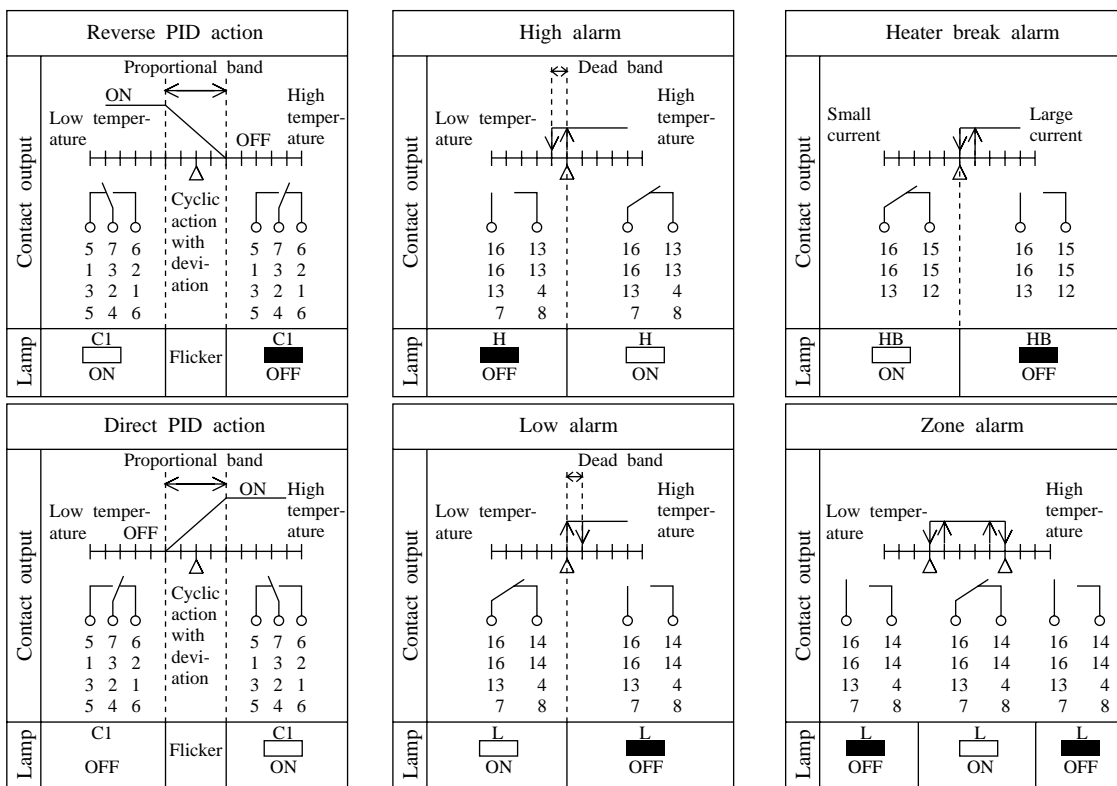 Reverse PID action
Contact output
Proportional band
ON
Low temper-
ature
High
temper-
ature
OFF
Cyclic
action
with
devi-
ation
5 7 6
1 3 2
3 2 1
5 4 6
5 7 6
1 3 2
3 2 1
5 4 6
Lamp
C1
ON
Flicker
C1
OFF
High alarm
Contact output
Dead band
Low temper-
ature
High
temper-
ature
16 13
16 13
13 4
7 8
16 13
16 13
13 4
7 8
Lamp
H
OFF
H
ON
Heater break alarm
Contact output
Small
current
Large
current
16 15
16 15
13 12
16 15
16 15
13 12
Lamp
HB
ON
HB
OFF
Direct PID action
Contact output
Proportional band
ON
Low temper-
ature
OFF
High
temper-
ature
Cyclic
action
with
devi-
ation
5 7 6
1 3 2
3 2 1
5 4 6
5 7 6
1 3 2
3 2 1
5 4 6
Lamp
C1
OFF
Flicker
C1
ON
Low alarm
Contact output
Dead band
Low temper-
ature
High
temper-
ature
16 14
16 14
13 4
7 8
16 14
16 14
13 4
7 8
Lamp
L
ON
L
OFF
Zone alarm
Contact output
Low temper-
ature
High
temper-
ature
16 14
16 14
13 4
7 8
16 14
16 14
13 4
7 8
16 14
16 14
13 4
7 8
Lamp
L
OFF
L
ON
L
OFF